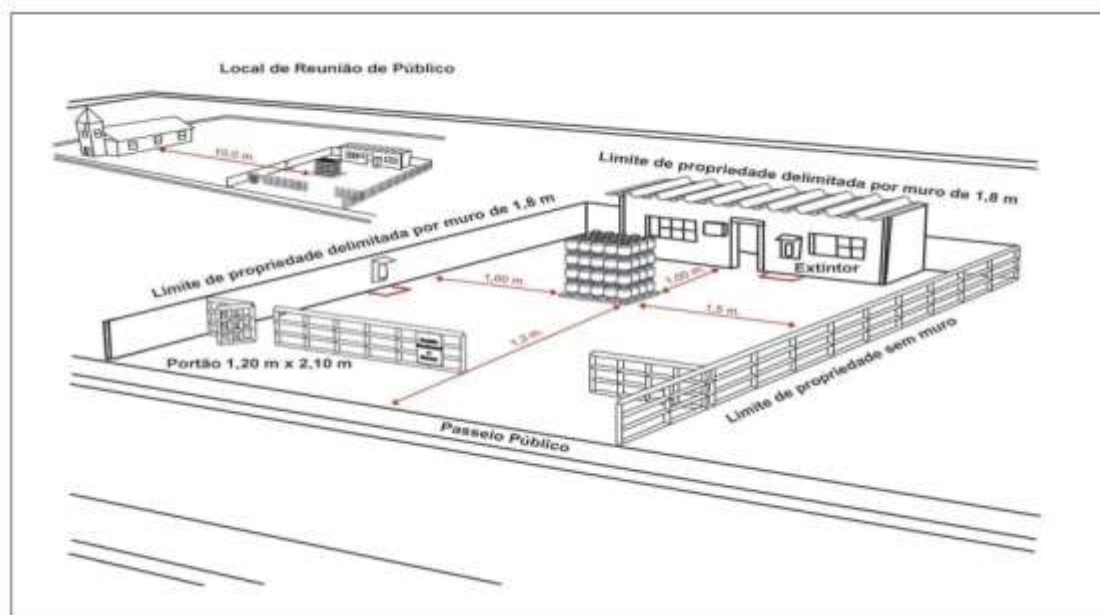 Local de Reunião de Público
10,0 m.
Limite de propriedade delimitada por muro de 1,8 m
Limite de propriedade delimitada por muro de 1,8 m
Extintor
1,00 m.
1,00 m.
1,5 m.
1,3 m.
Portão 1,20 m x 2,10 m
Limite de propriedade sem muro
Passeio Público